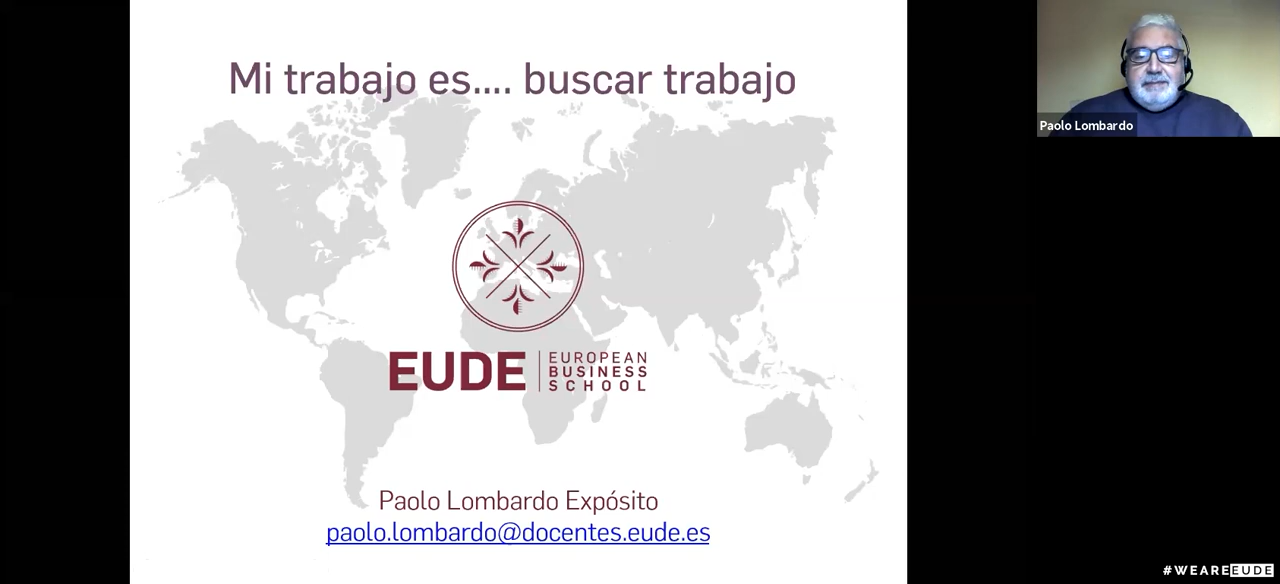 Mi trabajo es.... buscar trabajo
EUDE
EUROPEAN
BUSINESS
SCHOOL
Paolo Lombardo Expósito
paolo.lombardo@docentes.eude.es
Paolo Lombardo
#WEAREEUDE